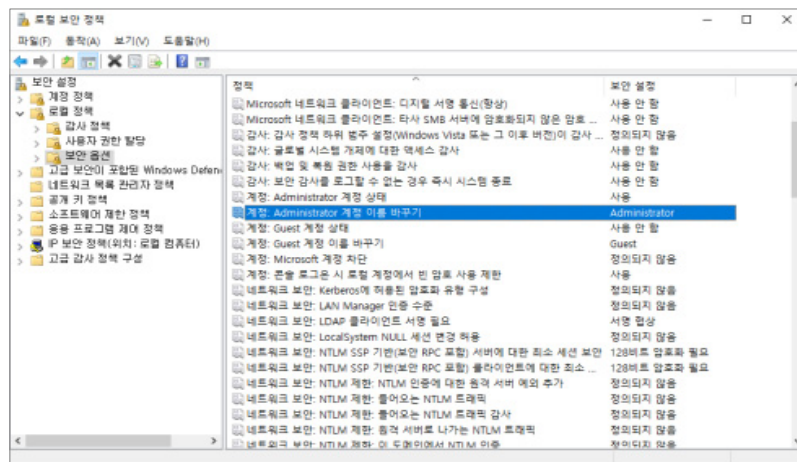 로컬 보안 정책
파일(F) 동작(A) 보기(V) 도움말(H)
보안 설정
계정 정책
로컬 정책
감사 정책
사용자 권한 할당
보안 옵션
고급 보안이 포함된 Windows Defen
네트워크 목록 관리자 정책
공개 키 정책
소프트웨어 제한 정책
응용 프로그램 제어 정책
IP 보안 정책(위치: 로컬 컴퓨터)
고급 감사 정책 구성
정책 보안 설정
Microsoft 네트워크 클라이언트: 디지털 서명 통신(항상) 사용 안 함
Microsoft 네트워크 클라이언트: 타사 SMB 서버에 암호화되지 않은 암호 ... 사용 안 함
감사: 감사 정책 하위 범주 설정(Windows Vista 또는 그 이후 버전)이 감사 ... 정의되지 않음
감사: 글로벌 시스템 개체에 대한 액세스 감사 사용 안 함
감사: 백업 및 복원 권한 사용을 감사 사용 안 함
감사: 보안 감사를 로그할 수 없는 경우 즉시 시스템 종료 사용 안 함
계정: Administrator 계정 상태 사용
계정: Administrator 계정 이름 바꾸기 Administrator
계정: Guest 계정 상태 사용 안 함
계정: Guest 계정 이름 바꾸기 Guest
계정: Microsoft 계정 차단 정의되지 않음
계정: 콘솔 로그온 시 로컬 계정에서 빈 암호 사용 제한 사용
네트워크 보안: Kerberos에 허용된 암호화 유형 구성 정의되지 않음
네트워크 보안: LAN Manager 인증 수준 정의되지 않음
네트워크 보안: LDAP 클라이언트 서명 필요 서명 협상
네트워크 보안: LocalSystem NULL 세션 변경 허용 정의되지 않음
네트워크 보안: NTLM SSP 기반(보안 RPC 포함) 서버에 대한 최소 세션 보안 128비트 암호화 필요
네트워크 보안: NTLM SSP 기반(보안 RPC 포함) 클라이언트에 대한 최소 ... 128비트 암호화 필요
네트워크 보안: NTLM 제한: NTLM 인증에 대한 원격 서버 예외 추가 정의되지 않음
네트워크 보안: NTLM 제한: 들어오는 NTLM 트래픽 정의되지 않음
네트워크 보안: NTLM 제한: 들어오는 NTLM 트래픽 감사 정의되지 않음
네트워크 보안: NTLM 제한: 원격 서버로 나가는 NTLM 트래픽 정의되지 않음
네트워크 보안: NTLM 제한: 이 도메인에서 NTLM 인증 정의되지 않음